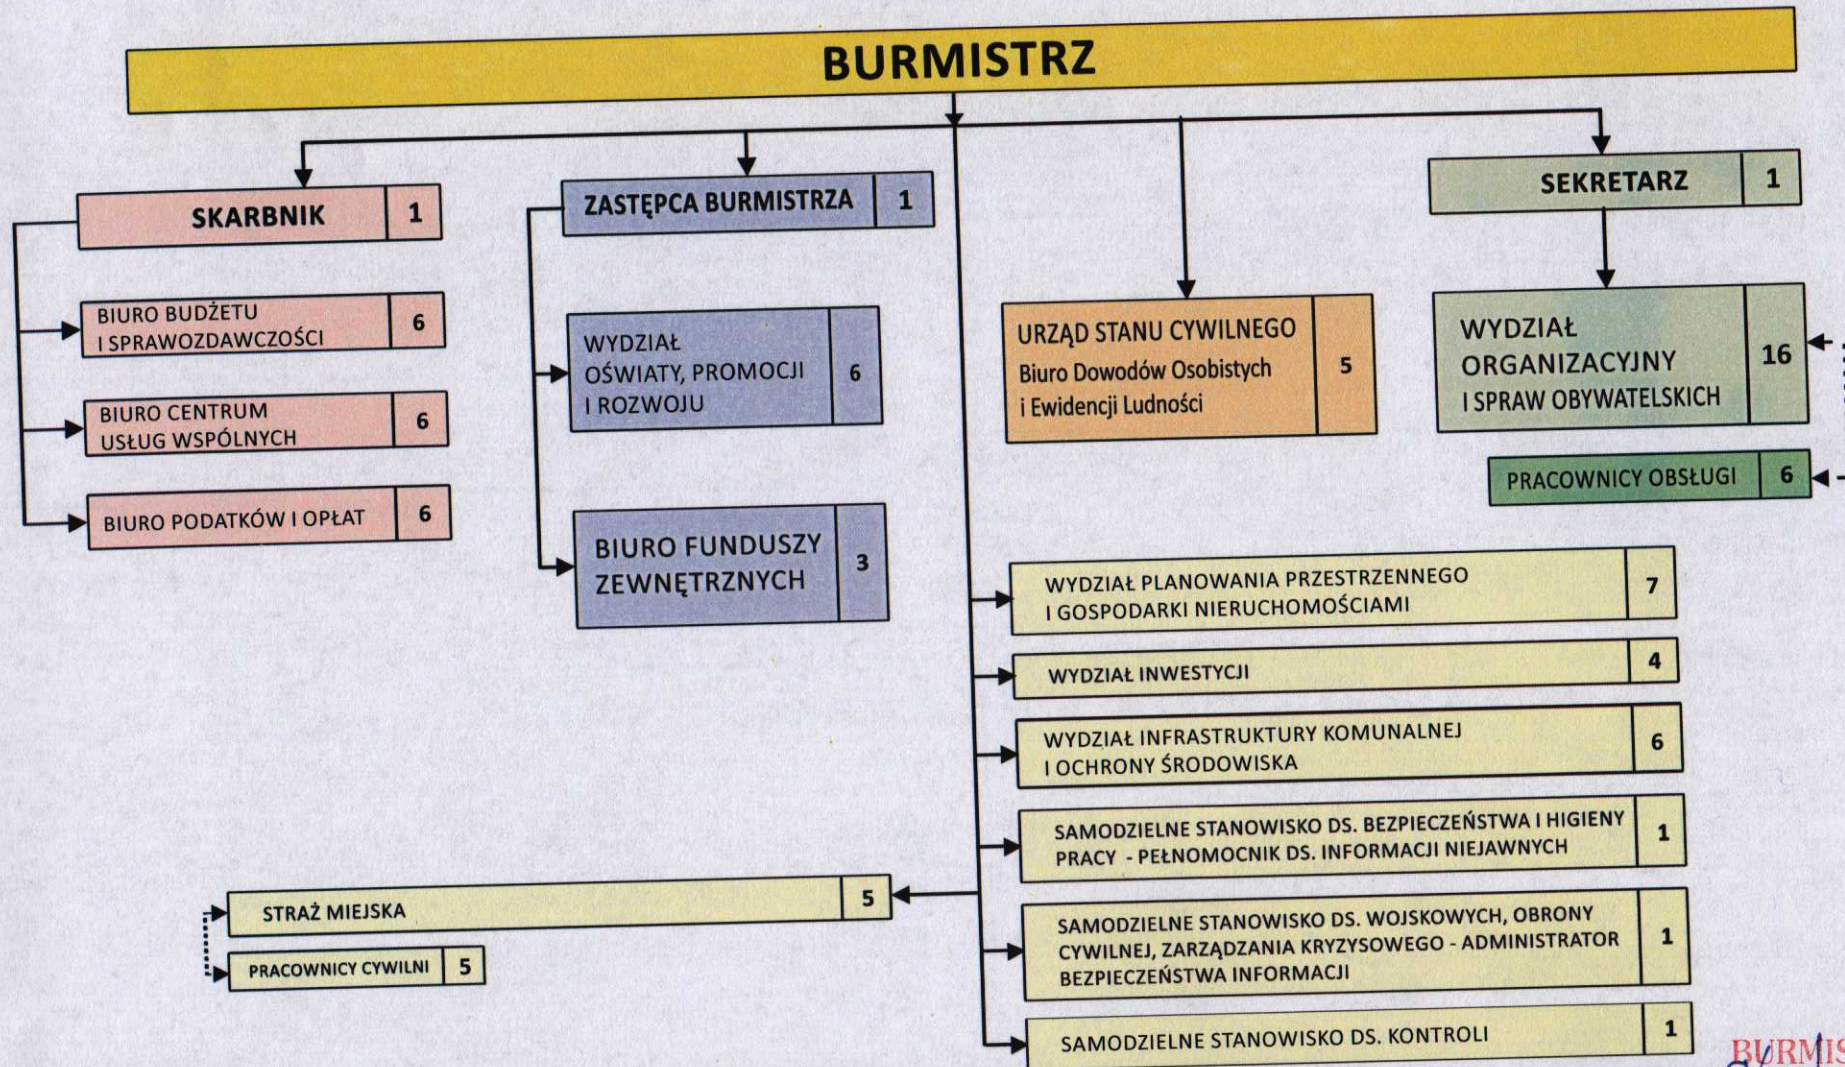 BURMISTRZ
SKARBNIK 1
BIURO BUDŻETU
I SPRAWOZDAWCZOŚCI 6
BIURO CENTRUM
USŁUG WSPÓLNYCH 6
BIURO PODATKÓW I OPŁAT 6
ZASTĘPCA BURMISTRZA 1
WYDZIAŁ
OŚWIATY, PROMOCJI 6
I ROZWOJU
BIURO FUNDUSZY
ZEWNĘTRZNYCH 3
URZĄD STANU CYWILNEGO
Biuro Dowodów Osobistych 5
i Ewidencji Ludności
SEKRETARZ 1
WYDZIAŁ
ORGANIZACYJNY 16
I SPRAW OBYWATELSKICH
PRACOWNICY OBSŁUGI 6
WYDZIAŁ PLANOWANIA PRZESTRZENNEGO
I GOSPODARKI NIERUCHOMOŚCIAMI 7
WYDZIAŁ INWESTYCJI 4
WYDZIAŁ INFRASTRUKTURY KOMUNALNEJ
I OCHRONY ŚRODOWISKA 6
SAMODZIELNE STANOWISKO DS. BEZPIECZEŃSTWA I HIGIENY
PRACY - PEŁNOMOCNIK DS. INFORMACJI NIEJAWNYCH 1
SAMODZIELNE STANOWISKO DS. WOJSKOWYCH, OBRONY
CYWILNEJ, ZARZĄDZANIA KRYZYSOWEGO - ADMINISTRATOR 1
BEZPIECZEŃSTWA INFORMACJI
SAMODZIELNE STANOWISKO DS. KONTROLI 1
STRAŻ MIEJSKA 5
PRACOWNICY CYWILNI 5
BURMIS